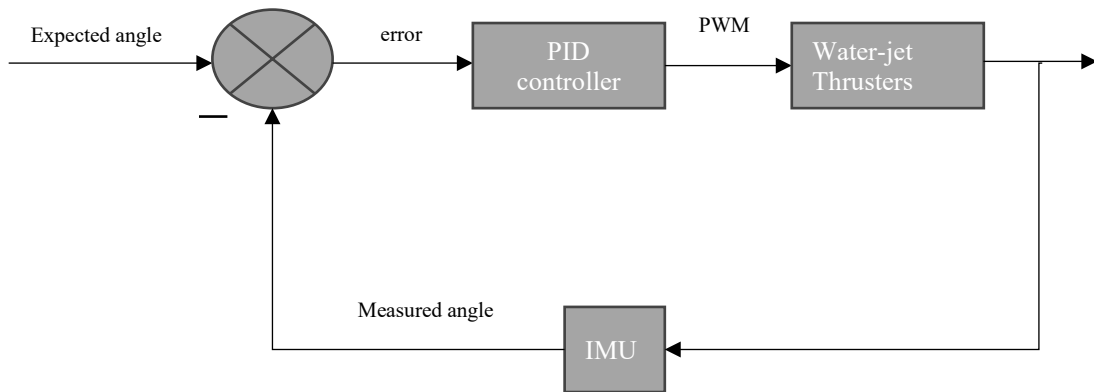 Expected angle
error
PID
controller
PWM
Water-jet
Thrusters
Measured angle
IMU